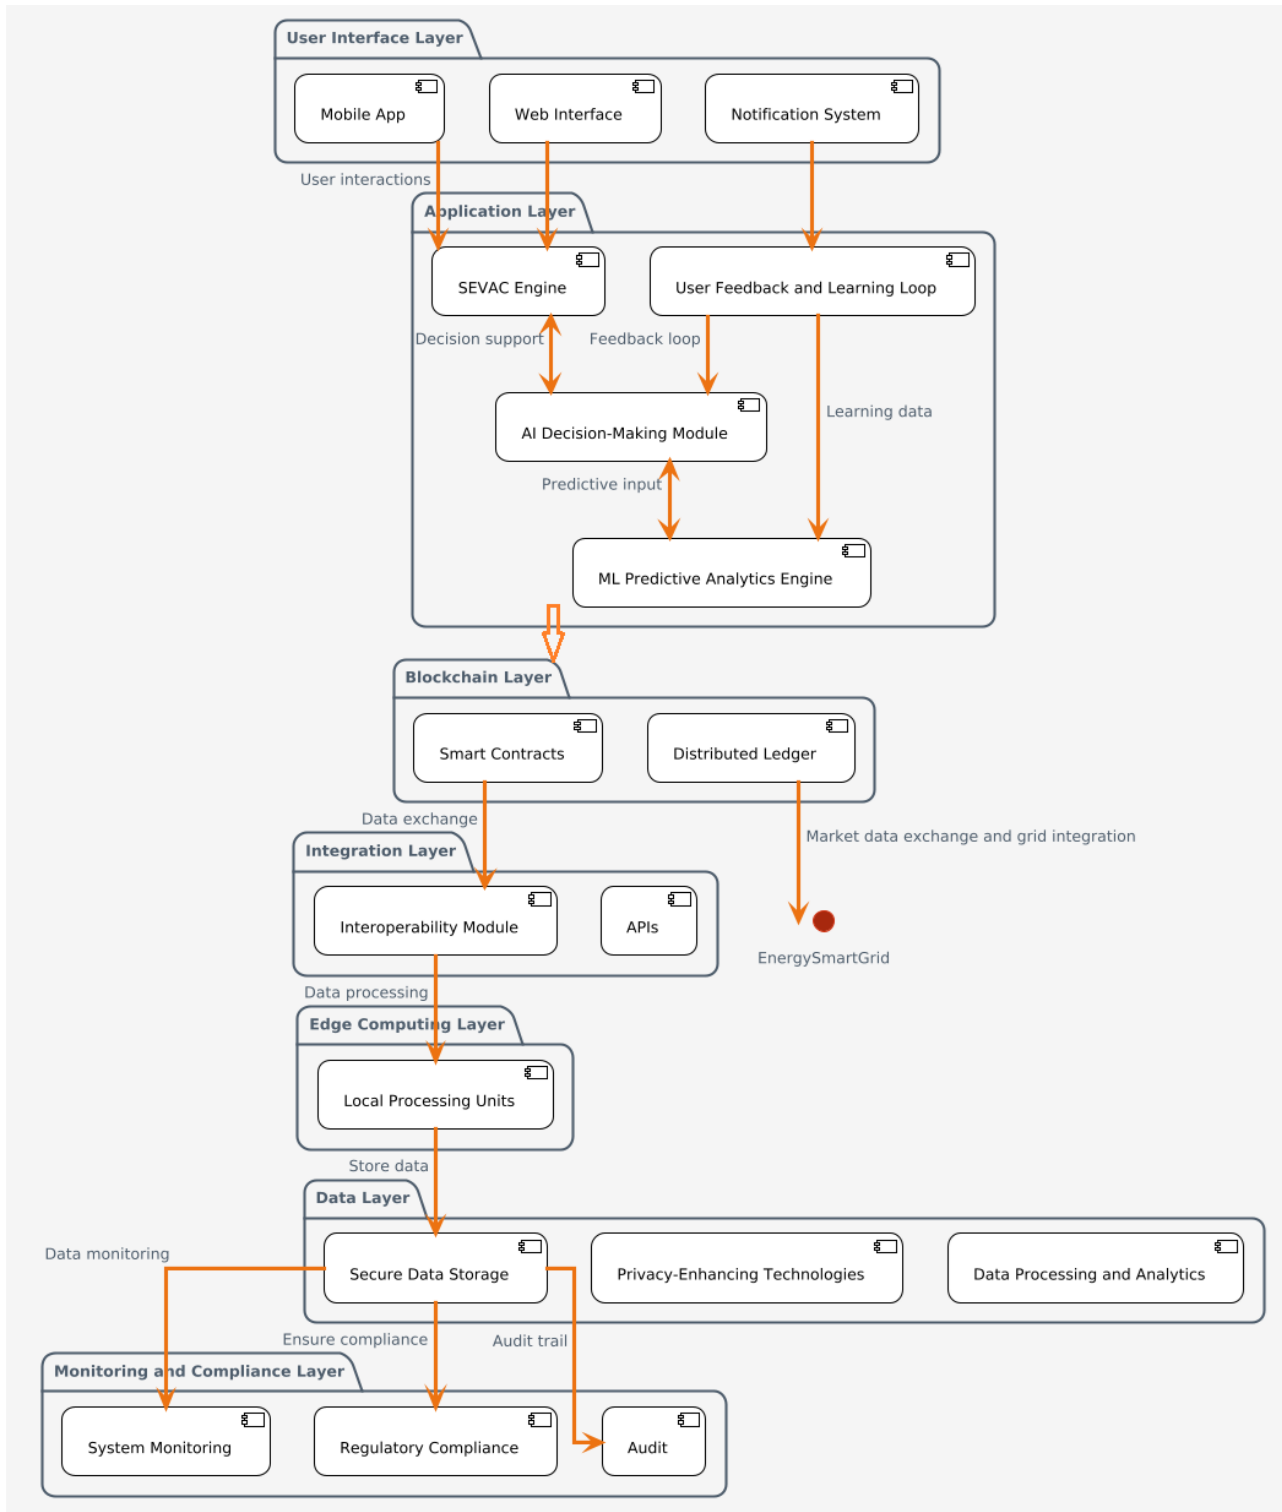 User Interface Layer
Mobile App
Web Interface
Notification System
User interactions
Application Layer
SEVAC Engine
User Feedback and Learning Loop
Decision support
Feedback loop
AI Decision-Making Module
Learning data
Predictive input
ML Predictive Analytics Engine
Blockchain Layer
Smart Contracts
Distributed Ledger
Data exchange
Market data exchange and grid integration
Integration Layer
Interoperability Module
APIs
EnergySmartGrid
Data processing
Edge Computing Layer
Local Processing Units
Store data
Data Layer
Data monitoring
Secure Data Storage
Privacy-Enhancing Technologies
Data Processing and Analytics
Ensure compliance
Audit trail
Monitoring and Compliance Layer
System Monitoring
Regulatory Compliance
Audit